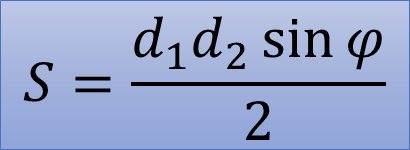 S = d₁d₂ sin φ / 2